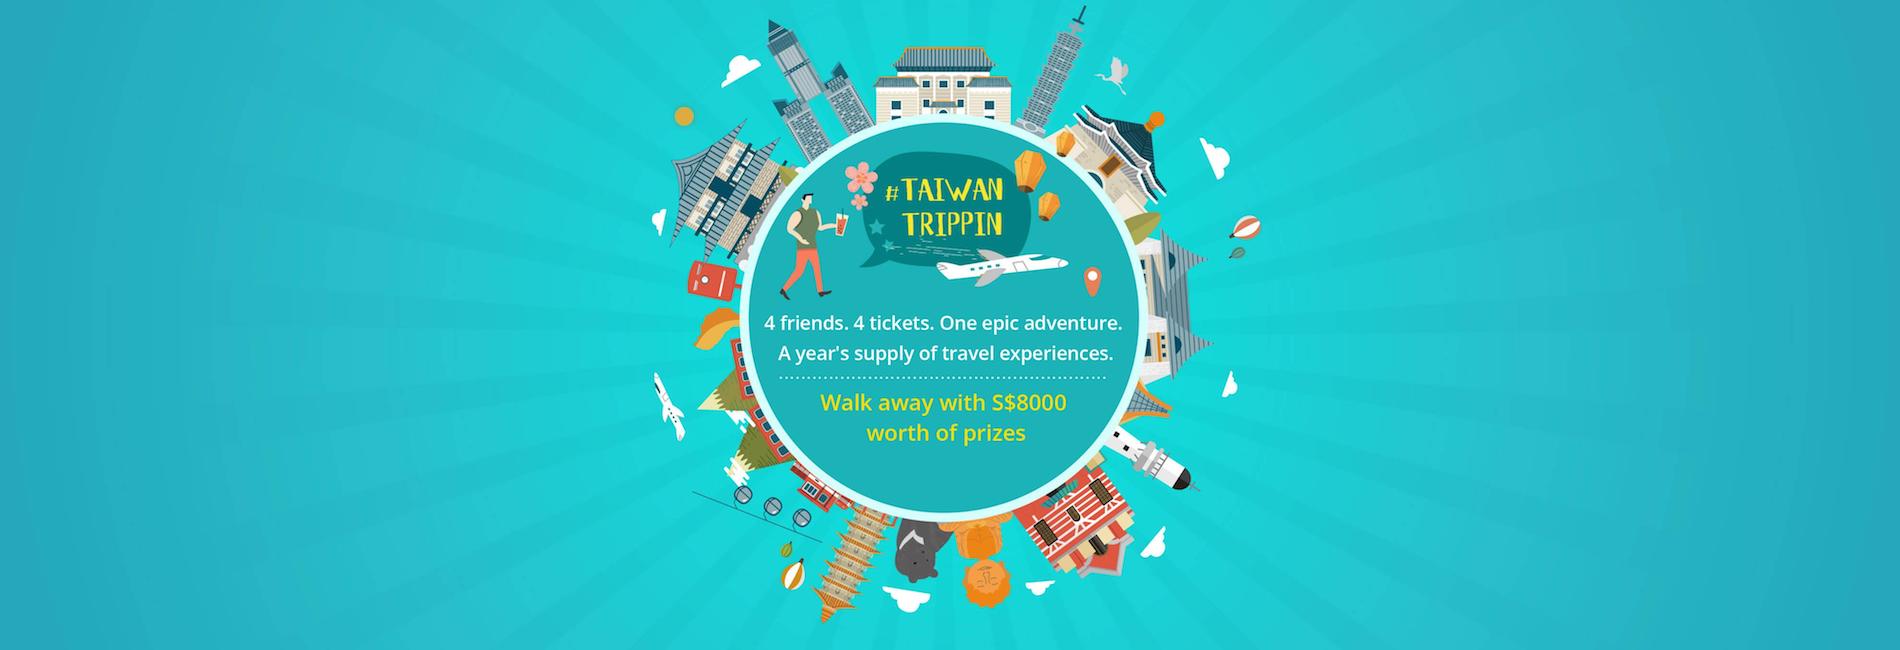 #TAIWAN
TRIPPIN
4 friends. 4 tickets. One epic adventure.
A year's supply of travel experiences.
Walk away with S$8000
worth of prizes